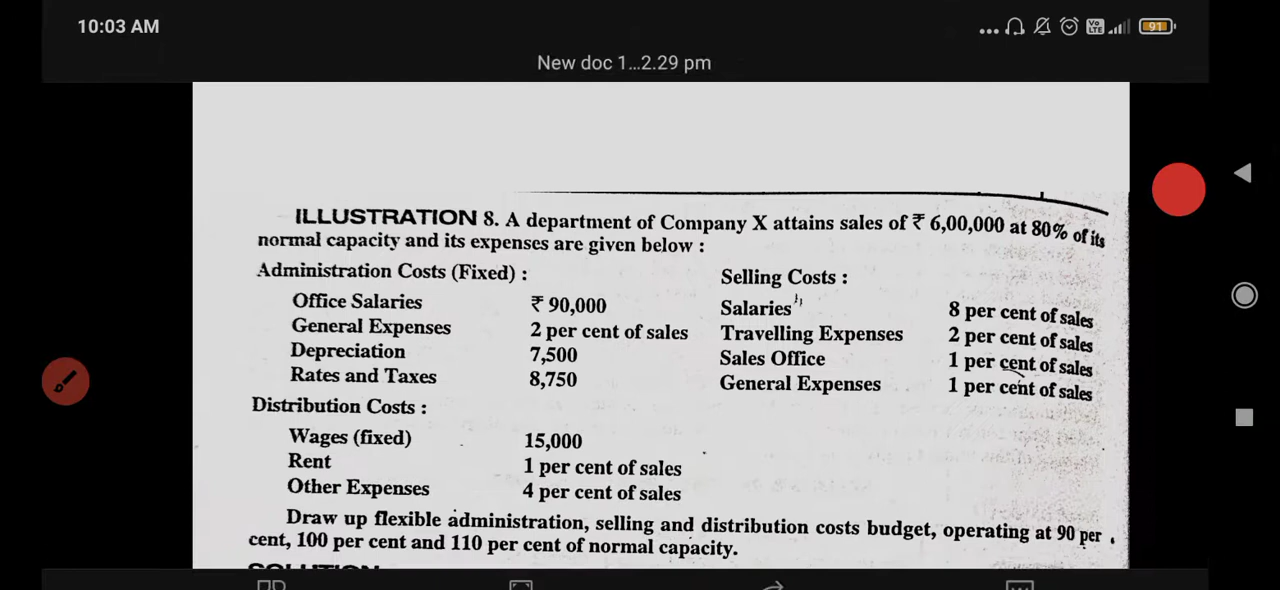 10:03 AM
Vo LTE 91
New doc 1...2.29 pm
ILLUSTRATION 8. A department of Company X attains sales of ₹ 6,00,000 at 80% of its
normal capacity and its expenses are given below :
Administration Costs (Fixed) :
Office Salaries ₹ 90,000
General Expenses 2 per cent of sales
Depreciation 7,500
Rates and Taxes 8,750
Selling Costs :
Salaries 8 per cent of sales
Travelling Expenses 2 per cent of sales
Sales Office 1 per cent of sales
General Expenses 1 per cent of sales
Distribution Costs :
Wages (fixed) 15,000
Rent 1 per cent of sales
Other Expenses 4 per cent of sales
Draw up flexible administration, selling and distribution costs budget, operating at 90 per
cent, 100 per cent and 110 per cent of normal capacity.
SOLUTION